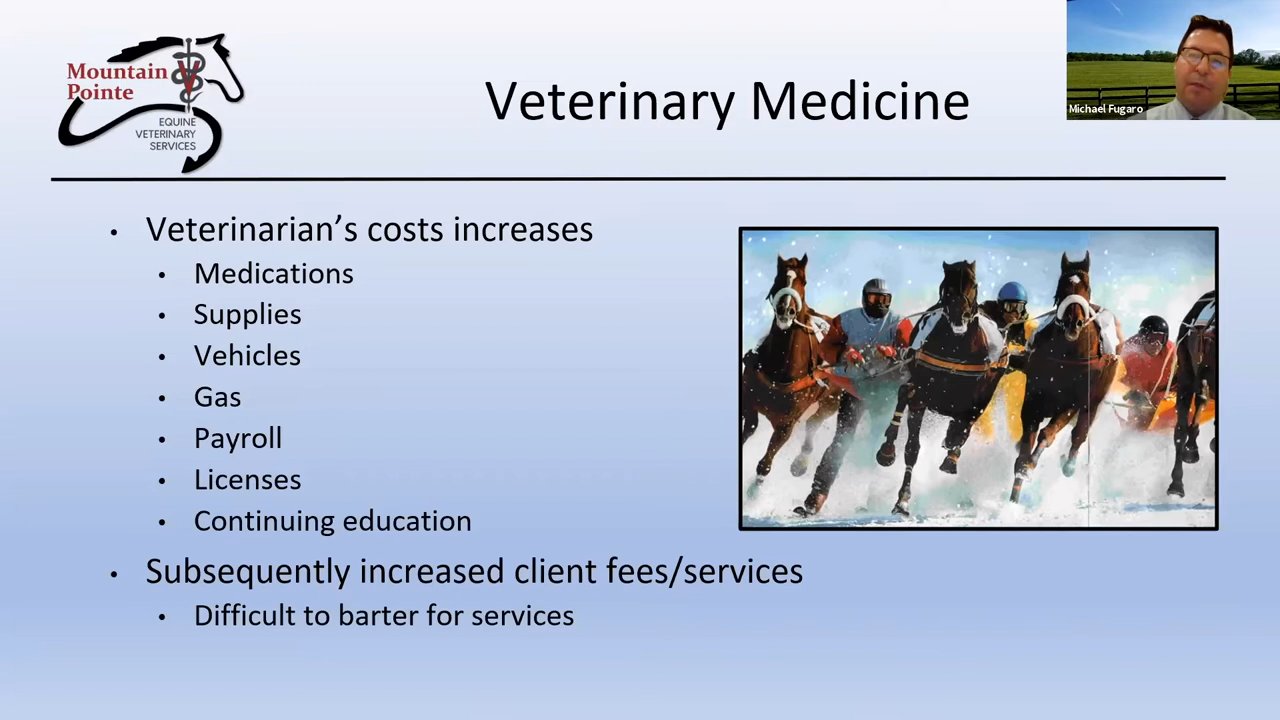 Mountain
Pointe
EQUINE
VETERINARY
SERVICES
Veterinary Medicine
Michael Fugaro
• Veterinarian’s costs increases
• Medications
• Supplies
• Vehicles
• Gas
• Payroll
• Licenses
• Continuing education
• Subsequently increased client fees/services
• Difficult to barter for services